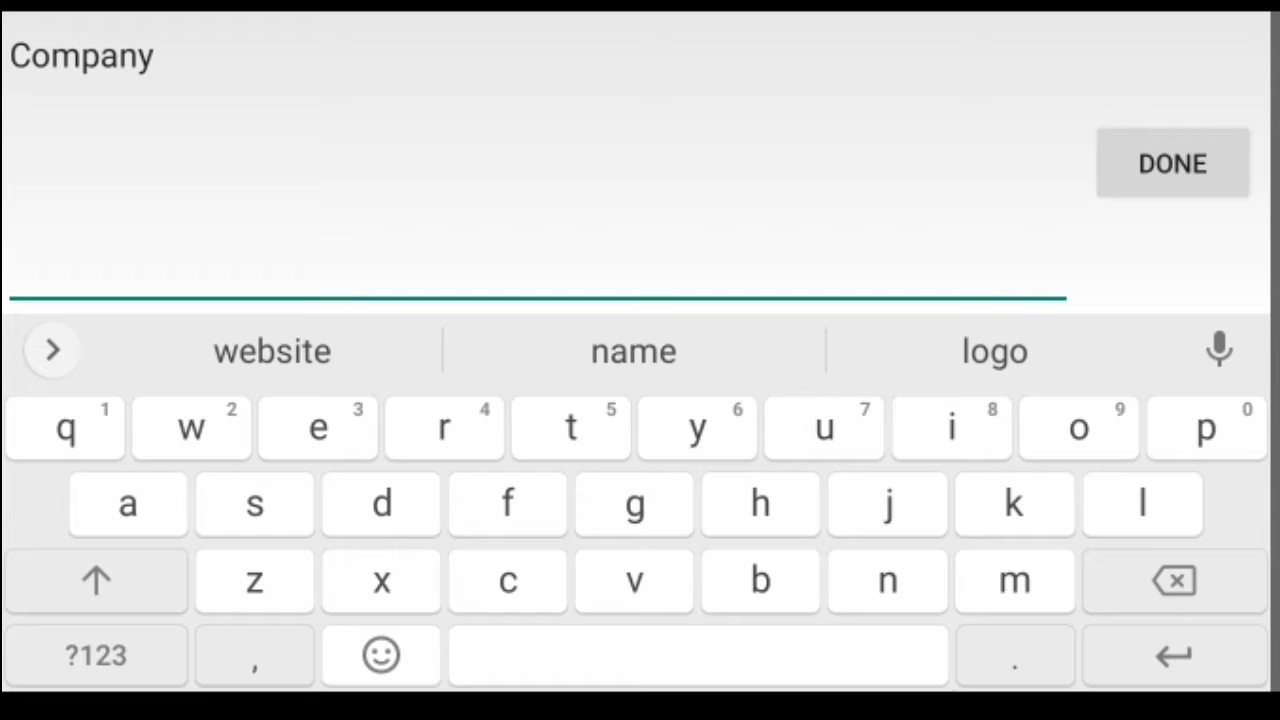 Company
DONE
website name logo
q 1 w 2 e 3 r 4 t 5 y 6 u 7 i 8 o 9 p 0
a s d f g h j k l
z x c v b n m
?123 , .